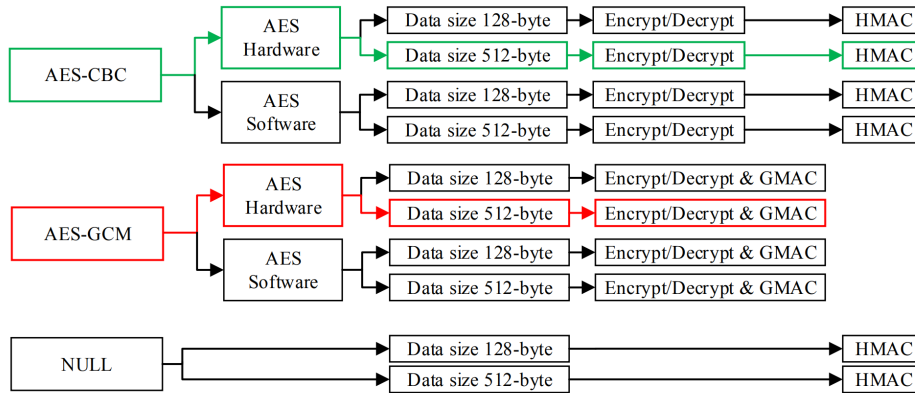 AES-CBC
AES
Hardware
Data size 128-byte
Encrypt/Decrypt
HMAC
Data size 512-byte
Encrypt/Decrypt
HMAC
AES
Software
Data size 128-byte
Encrypt/Decrypt
HMAC
Data size 512-byte
Encrypt/Decrypt
HMAC
AES-GCM
AES
Hardware
Data size 128-byte
Encrypt/Decrypt & GMAC
Data size 512-byte
Encrypt/Decrypt & GMAC
AES
Software
Data size 128-byte
Encrypt/Decrypt & GMAC
Data size 512-byte
Encrypt/Decrypt & GMAC
NULL
Data size 128-byte
HMAC
Data size 512-byte
HMAC